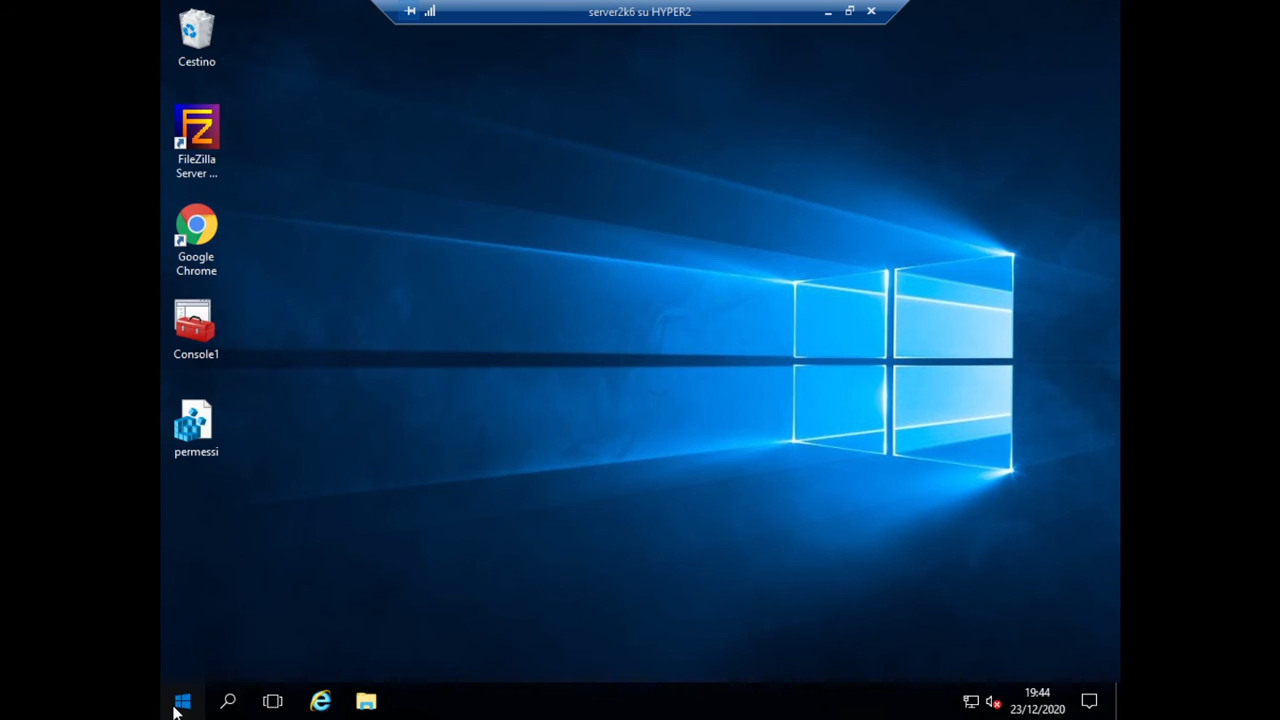 server2k6 su HYPER2
Cestino
FileZilla
Server ...
Google
Chrome
Console1
permessi
19:44
23/12/2020